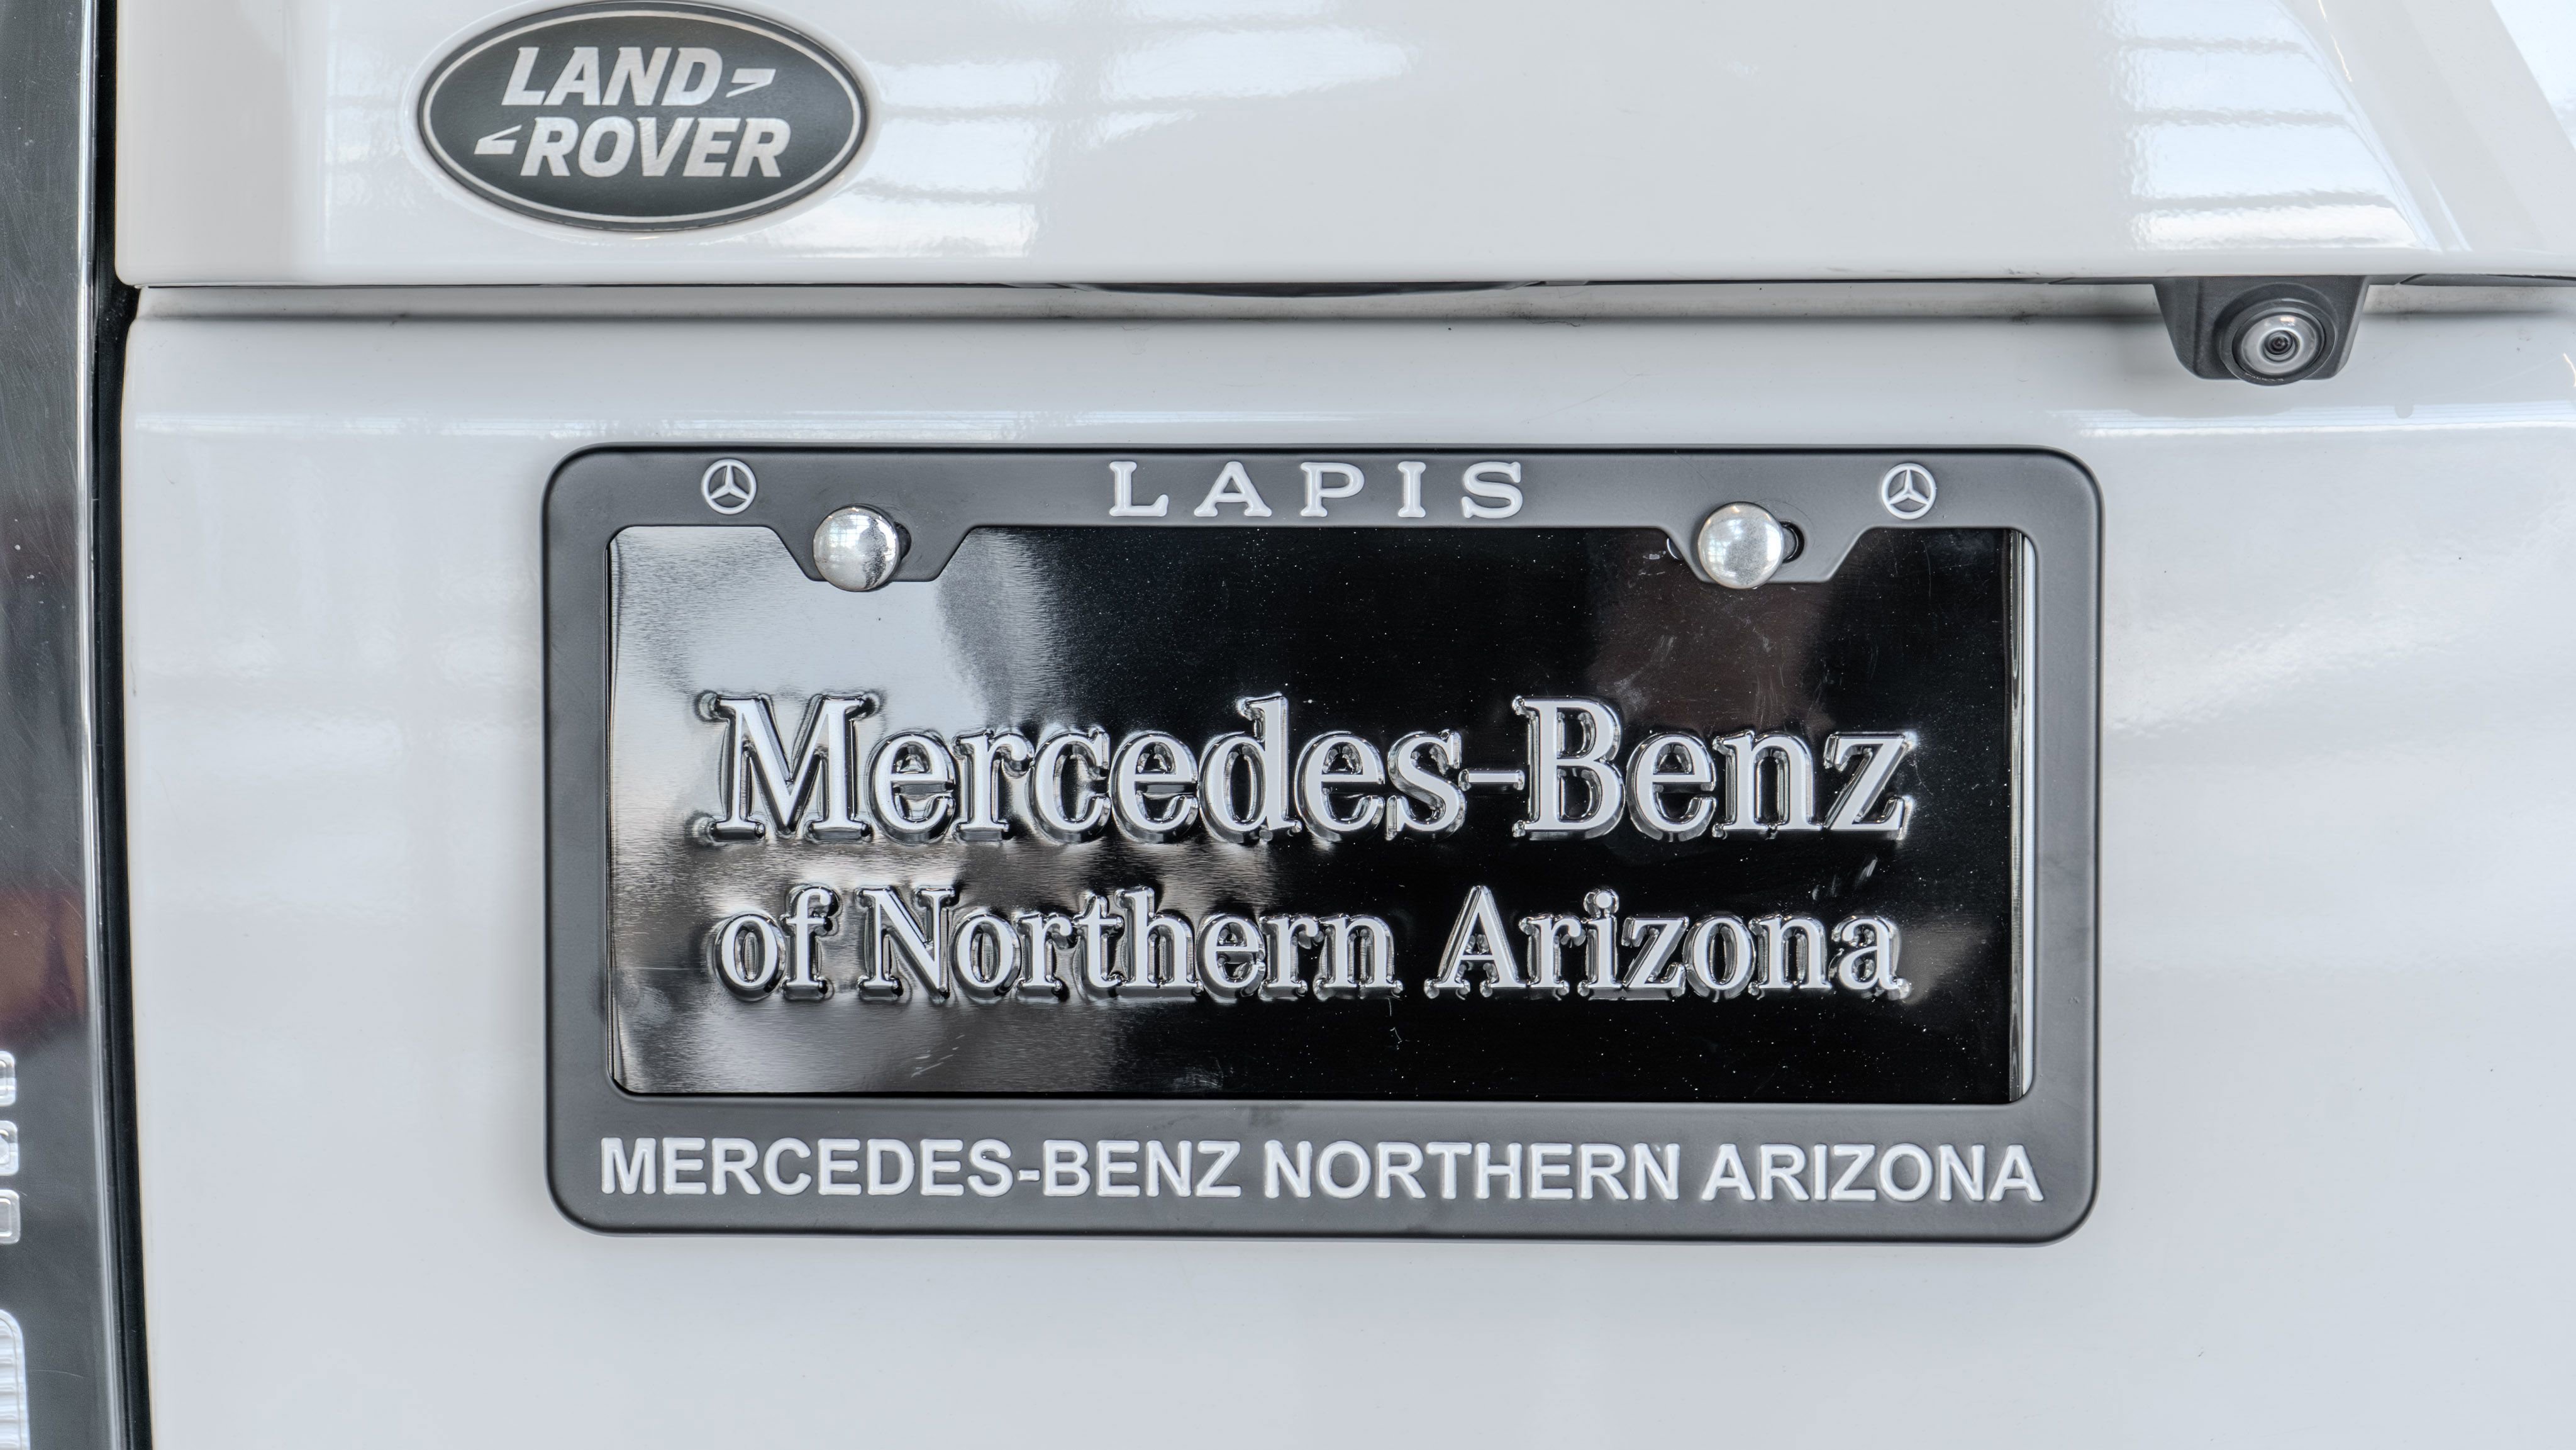 LAND
ROVER
LAPIS
Mercedes-Benz
of Northern Arizona
MERCEDES-BENZ NORTHERN ARIZONA